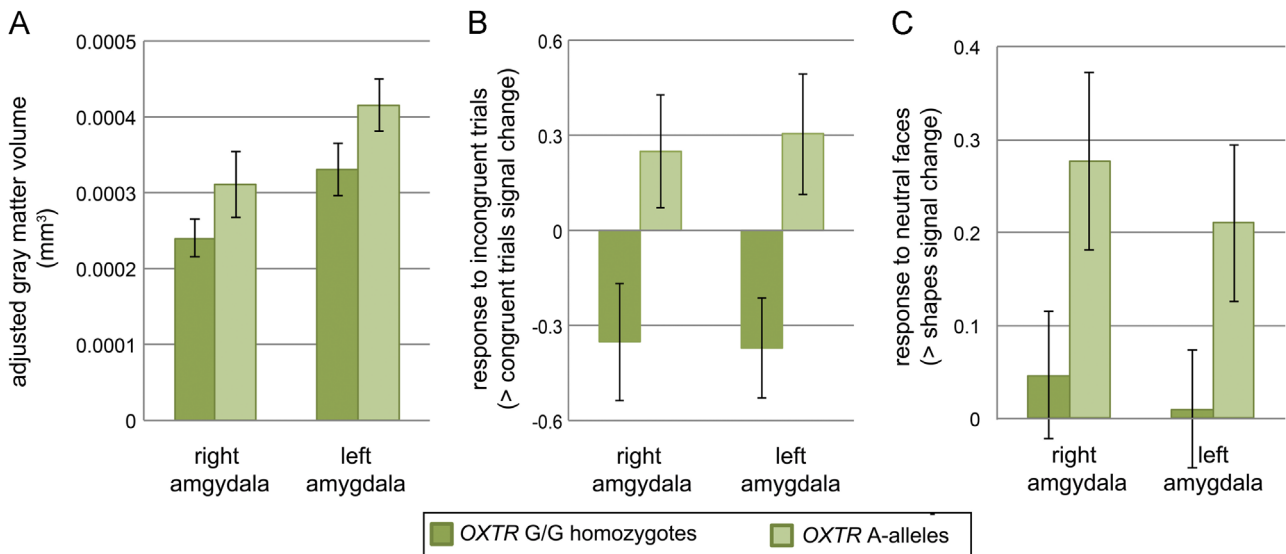 A
adjusted gray matter volume
(mm³)
0.0005
0.0004
0.0003
0.0002
0.0001
0
right
amgydala
left
amygdala
B
response to incongruent trials
(> congruent trials signal change)
0.6
0.3
0
-0.3
-0.6
right
amygdala
left
amygdala
C
response to neutral faces
(> shapes signal change)
0.4
0.3
0.2
0.1
0
right
amygdala
left
amygdala
OXTR G/G homozygotes
OXTR A-alleles